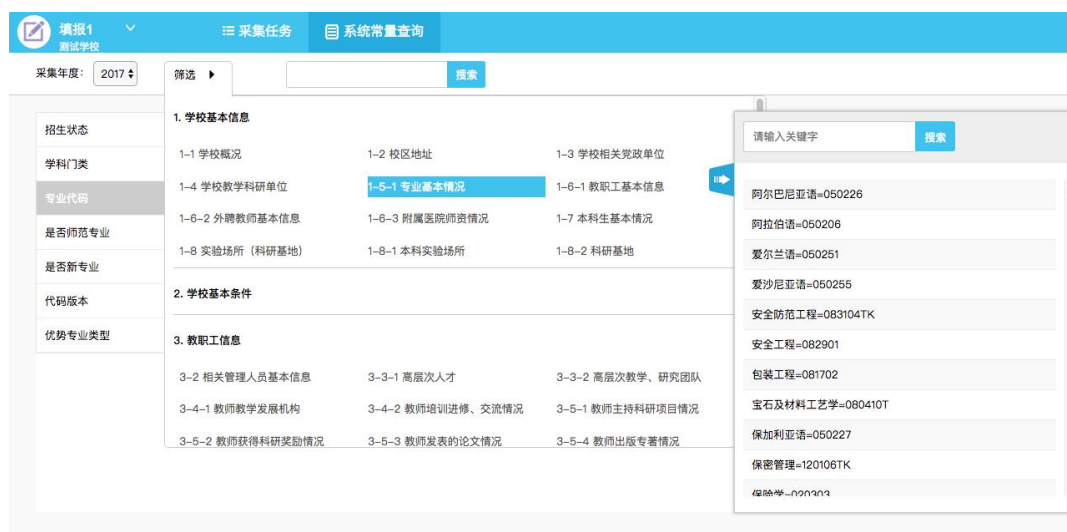 填报1
测试学校
采集任务
系统常量查询
采集年度: 2017
筛选
搜索
招生状态
学科门类
专业代码
是否师范专业
是否新专业
代码版本
优势专业类型
1. 学校基本信息
1-1 学校概况 1-2 校区地址 1-3 学校相关党政单位
1-4 学校教学科研单位 1-5-1 专业基本情况 1-6-1 教职工基本信息
1-6-2 外聘教师基本信息 1-6-3 附属医院师资情况 1-7 本科生基本情况
1-8 实验场所（科研基地） 1-8-1 本科实验场所 1-8-2 科研基地
2. 学校基本条件
3. 教职工信息
3-2 相关管理人员基本信息 3-3-1 高层次人才 3-3-2 高层次教学、研究团队
3-4-1 教师教学发展机构 3-4-2 教师培训进修、交流情况 3-5-1 教师主持科研项目情况
3-5-2 教师获得科研奖励情况 3-5-3 教师发表的论文情况 3-5-4 教师出版专著情况
请输入关键字
搜索
阿尔巴尼亚语=050226
阿拉伯语=050206
爱尔兰语=050251
爱沙尼亚语=050255
安全防范工程=083104TK
安全工程=082901
包装工程=081702
宝石及材料工艺学=080410T
保加利亚语=050227
保密管理=120106TK
保险学=020303